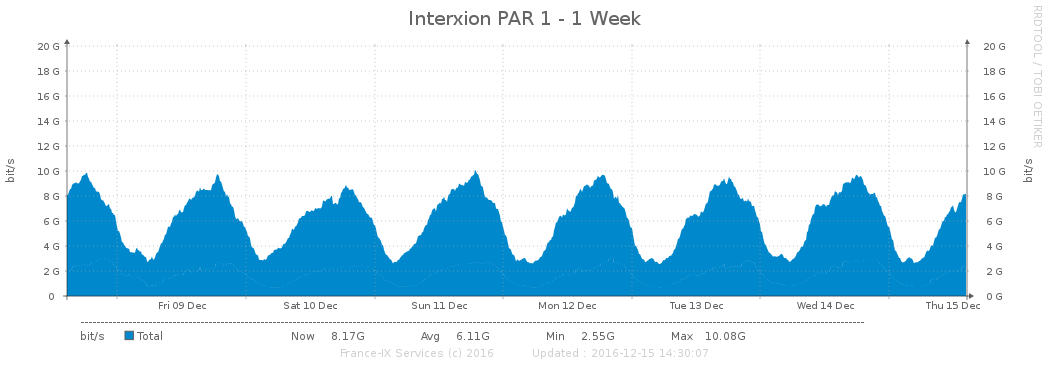 Interxion PAR 1 - 1 Week
RRDTOOL / TOBI OETIKER
bit/s
bit/s
20 G 20 G
18 G 18 G
16 G 16 G
14 G 14 G
12 G 12 G
10 G 10 G
8 G 8 G
6 G 6 G
4 G 4 G
2 G 2 G
0 0 G
Fri 09 Dec Sat 10 Dec Sun 11 Dec Mon 12 Dec Tue 13 Dec Wed 14 Dec Thu 15 Dec
bit/s Total Now 8.17G Avg 6.11G Min 2.55G Max 10.08G
France-IX Services (c) 2016 Updated : 2016-12-15 14:30:07